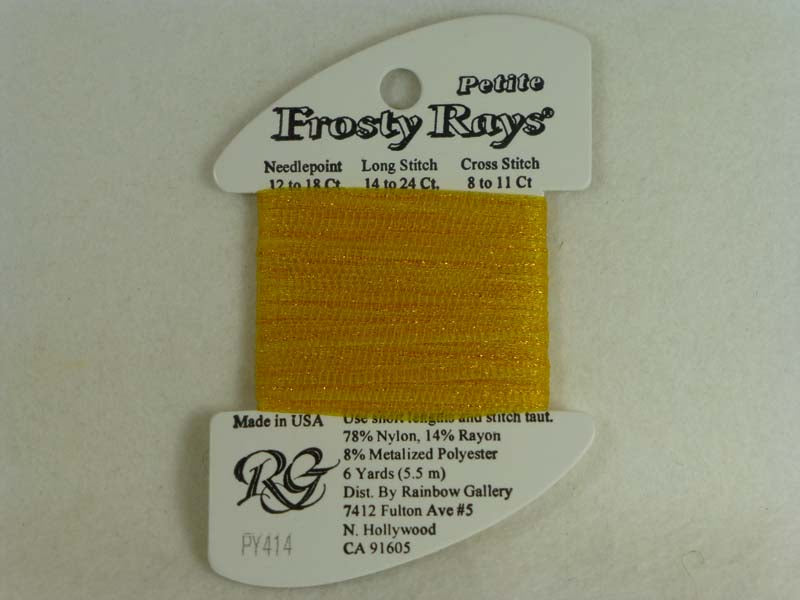 Petite
Frosty Rays®
Needlepoint Long Stitch Cross Stitch
12 to 18 Ct. 14 to 24 Ct. 8 to 11 Ct
Made in USA Use short lengths and stitch taut.
78% Nylon, 14% Rayon
8% Metalized Polyester
RG 6 Yards (5.5 m)
Dist. By Rainbow Gallery
7412 Fulton Ave #5
N. Hollywood
PY414 CA 91605